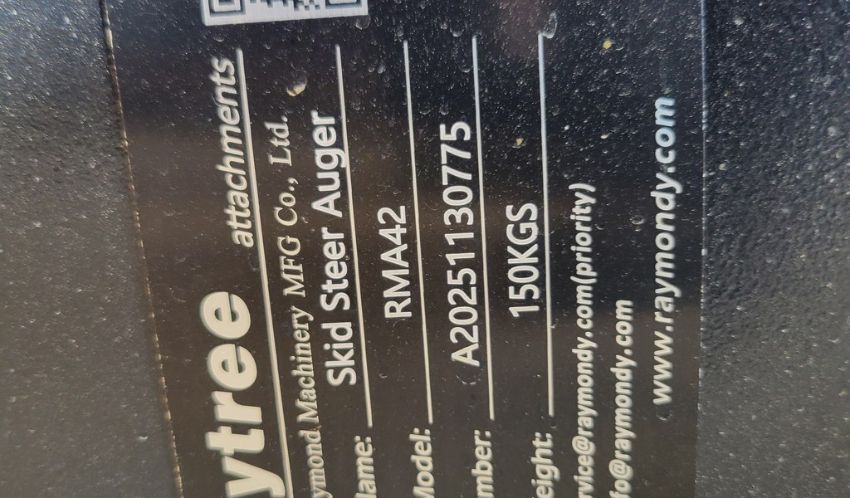 ytree attachments
ymond Machinery MFG Co., Ltd.
ame: Skid Steer Auger
Model: RMA42
mber: A20251130775
eight: 150KGS
rvice@raymondy.com(priority)
fo@raymondy.com
www.raymondy.com